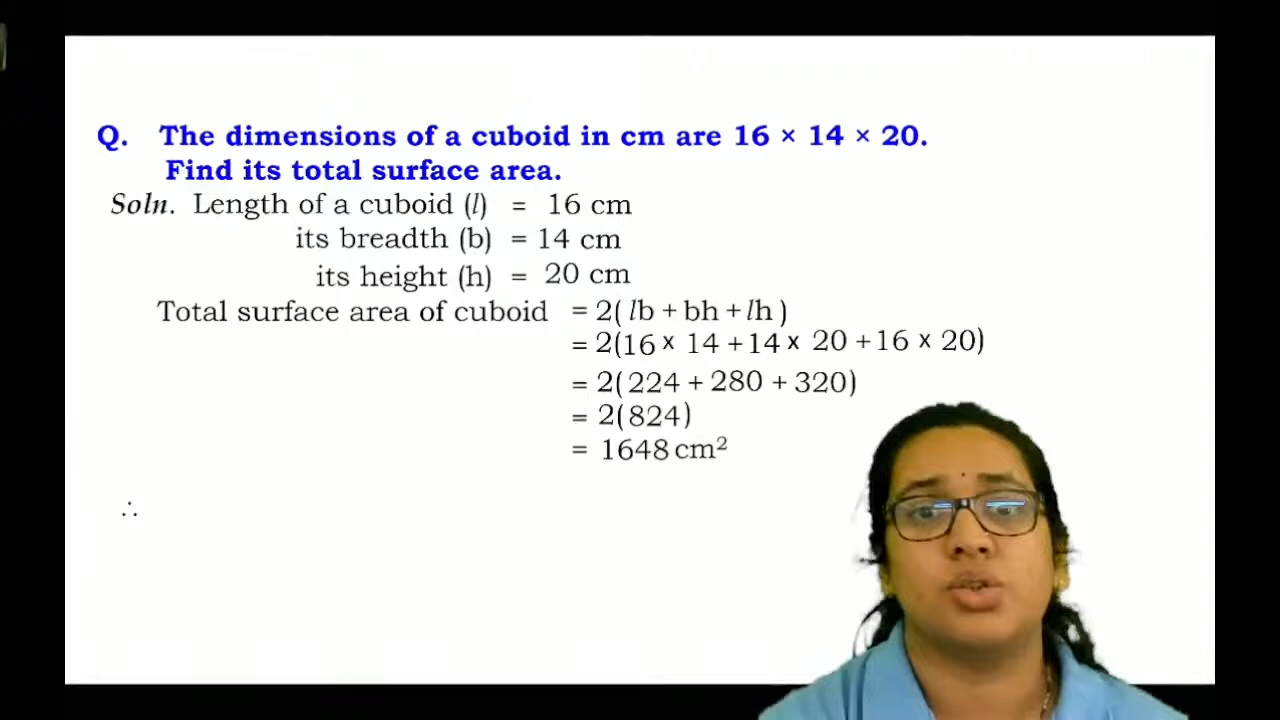 Q. The dimensions of a cuboid in cm are 16 × 14 × 20.
Find its total surface area.
Soln. Length of a cuboid (l) = 16 cm
its breadth (b) = 14 cm
its height (h) = 20 cm
Total surface area of cuboid = 2( lb + bh + lh )
= 2(16 × 14 + 14 × 20 + 16 × 20)
= 2( 224 + 280 + 320)
= 2(824)
= 1648 cm²
∴